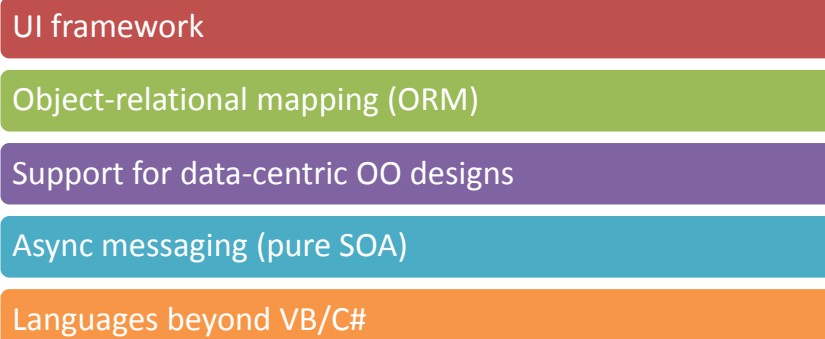 UI framework
Object-relational mapping (ORM)
Support for data-centric OO designs
Async messaging (pure SOA)
Languages beyond VB/C#